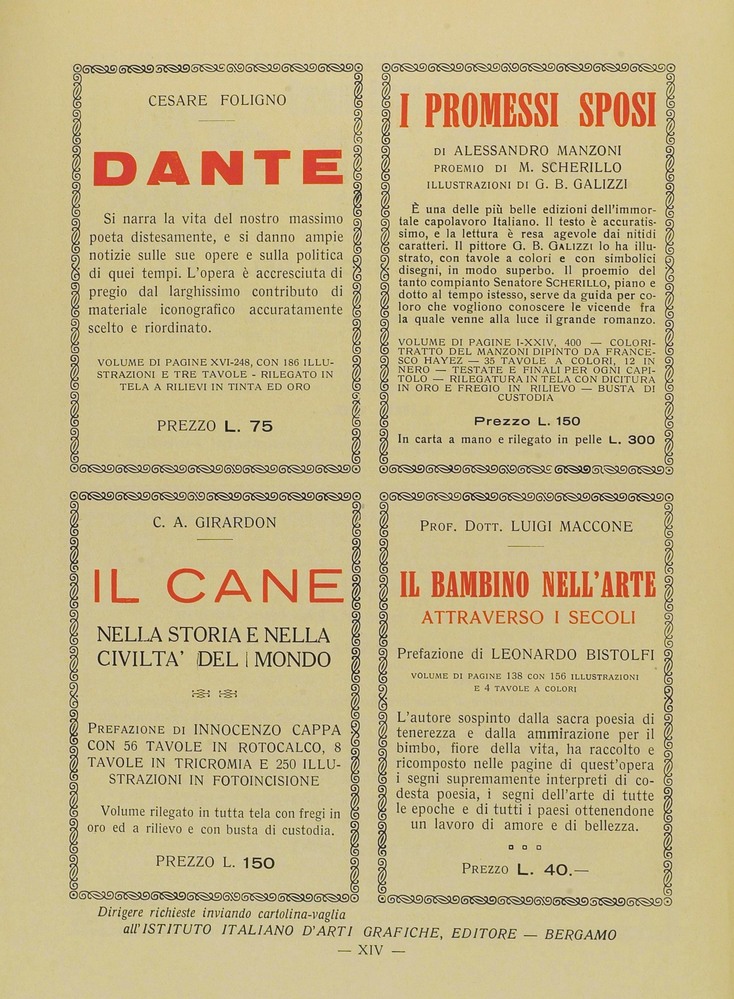 CESARE FOLIGNO
DANTE
Si narra la vita del nostro massimo
poeta distesamente, e si danno ampie
notizie sulle sue opere e sulla politica
di quei tempi. L'opera è accresciuta di
pregio dal larghissimo contributo di
materiale iconografico accuratamente
scelto e riordinato.
VOLUME DI PAGINE XVI-248, CON 186 ILLU-
STRAZIONI E TRE TAVOLE - RILEGATO IN
TELA A RILIEVI IN TINTA ED ORO
PREZZO L. 75
I PROMESSI SPOSI
DI ALESSANDRO MANZONI
PROEMIO DI M. SCHERILLO
ILLUSTRAZIONI DI G. B. GALIZZI
È una delle più belle edizioni dell'immor-
tale capolavoro Italiano. Il testo è accuratis-
simo, e la lettura è resa agevole dai nitidi
caratteri. Il pittore G. B. GALIZZI lo ha illu-
strato, con tavole a colori e con simbolici
disegni, in modo superbo. Il proemio del
tanto compianto Senatore SCHERILLO, piano e
dotto al tempo istesso, serve da guida per co-
loro che vogliono conoscere le vicende fra
la quale venne alla luce il grande romanzo.
VOLUME DI PAGINE I-XXIV, 400 — COLORI-
TRATTO DEL MANZONI DIPINTO DA FRANCE-
SCO HAYEZ — 35 TAVOLE A COLORI, 12 IN
NERO — TESTATE E FINALI PER OGNI CAPI-
TOLO — RILEGATURA IN TELA CON DICITURA
IN ORO E FREGIO IN RILIEVO — BUSTA DI
CUSTODIA
Prezzo L. 150
In carta a mano e rilegato in pelle L. 300
C. A. GIRARDON
IL CANE
NELLA STORIA E NELLA
CIVILTA' DEL MONDO
PREFAZIONE DI INNOCENZO CAPPA
CON 56 TAVOLE IN ROTOCALCO, 8
TAVOLE IN TRICROMIA E 250 ILLU-
STRAZIONI IN FOTOINCISIONE
Volume rilegato in tutta tela con fregi in
oro ed a rilievo e con busta di custodia.
PREZZO L. 150
PROF. DOTT. LUIGI MACCONE
IL BAMBINO NELL'ARTE
ATTRAVERSO I SECOLI
Prefazione di LEONARDO BISTOLFI
VOLUME DI PAGINE 138 CON 156 ILLUSTRAZIONI
E 4 TAVOLE A COLORI
L'autore sospinto dalla sacra poesia di
tenerezza e dalla ammirazione per il
bimbo, fiore della vita, ha raccolto e
ricomposto nelle pagine di quest'opera
i segni supremamente interpreti di co-
desta poesia, i segni dell'arte di tutte
le epoche e di tutti i paesi ottenendone
un lavoro di amore e di bellezza.
PREZZO L. 40.—
Dirigere richieste inviando cartolina-vaglia
all'ISTITUTO ITALIANO D'ARTI GRAFICHE, EDITORE — BERGAMO
— XIV —